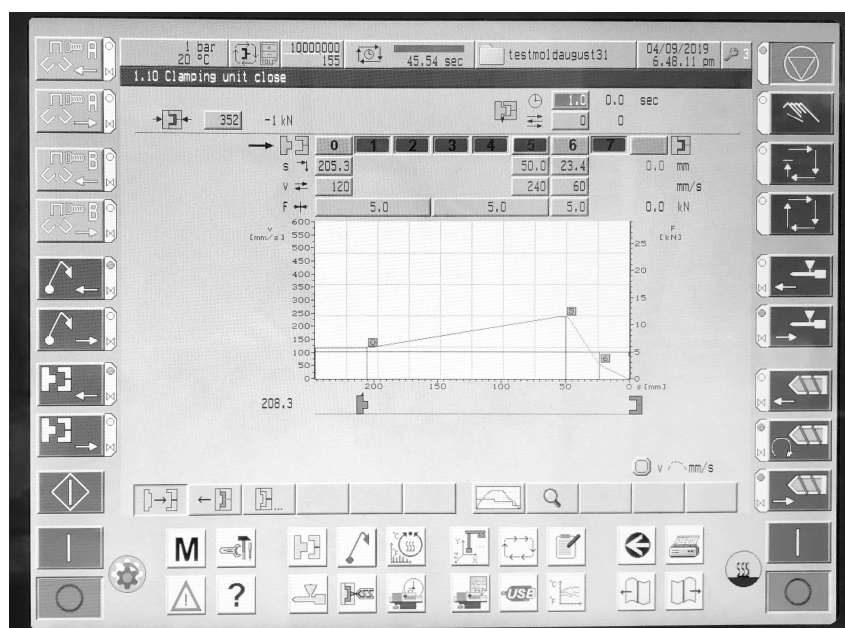 A 1 bar 20 °C 10000000 155 45.54 sec testmoldaugust31 04/09/2019 6.48.11 pm 3
1.10 Clamping unit close
A
352 -1 kN 1.0 0.0 sec
0 0
0 1 2 3 4 5 6 7
B
s 205.3 50.0 23.4 0.0 mm
v 120 240 60 mm/s
F 5.0 5.0 5.0 0.0 kN
B
v [mm/s] F [kN]
600
550
500
450
400
350
300
250
200
150
100
50
0
25
20
15
10
5
0
0 5 6
200 150 100 50 0 s [mm]
208.3
v mm/s
M
? USB